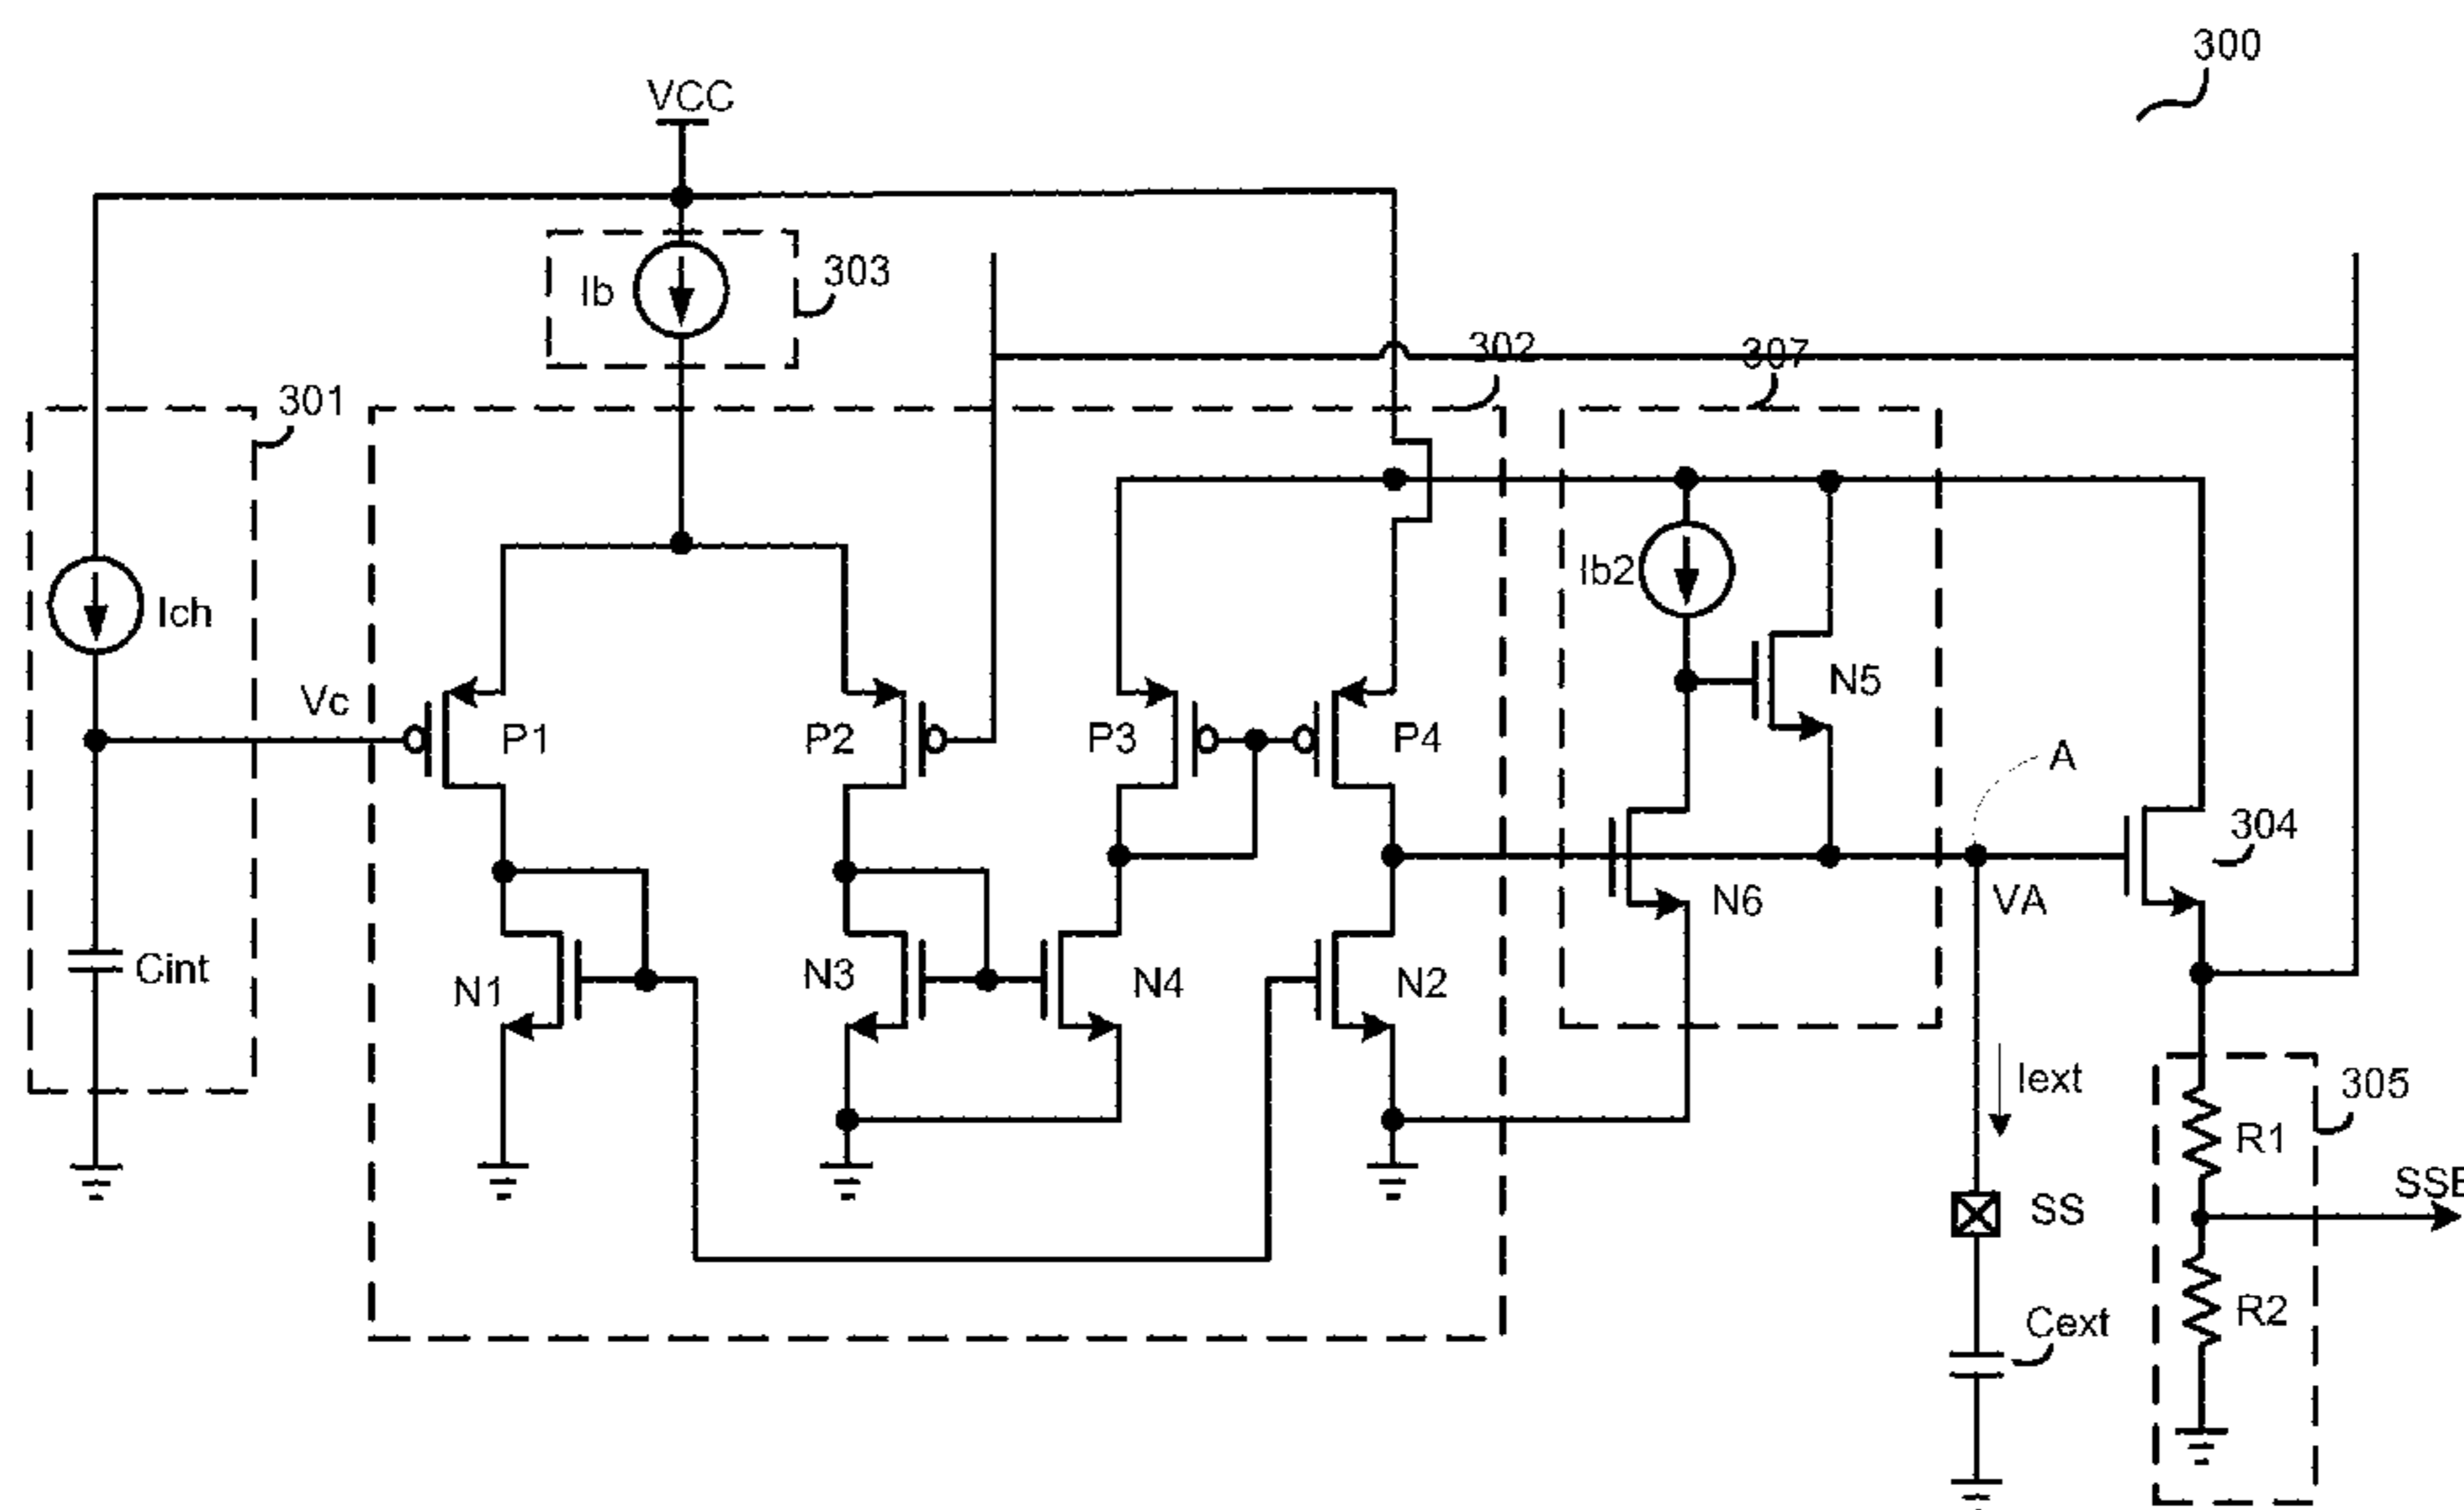 300
VCC
Ib
303
302
307
301
Ich
Vc
P1
P2
P3
P4
Ib2
N5
A
304
N6
VA
Cint
N1
N3
N4
N2
Iext
305
R1
SS
R2
Cext